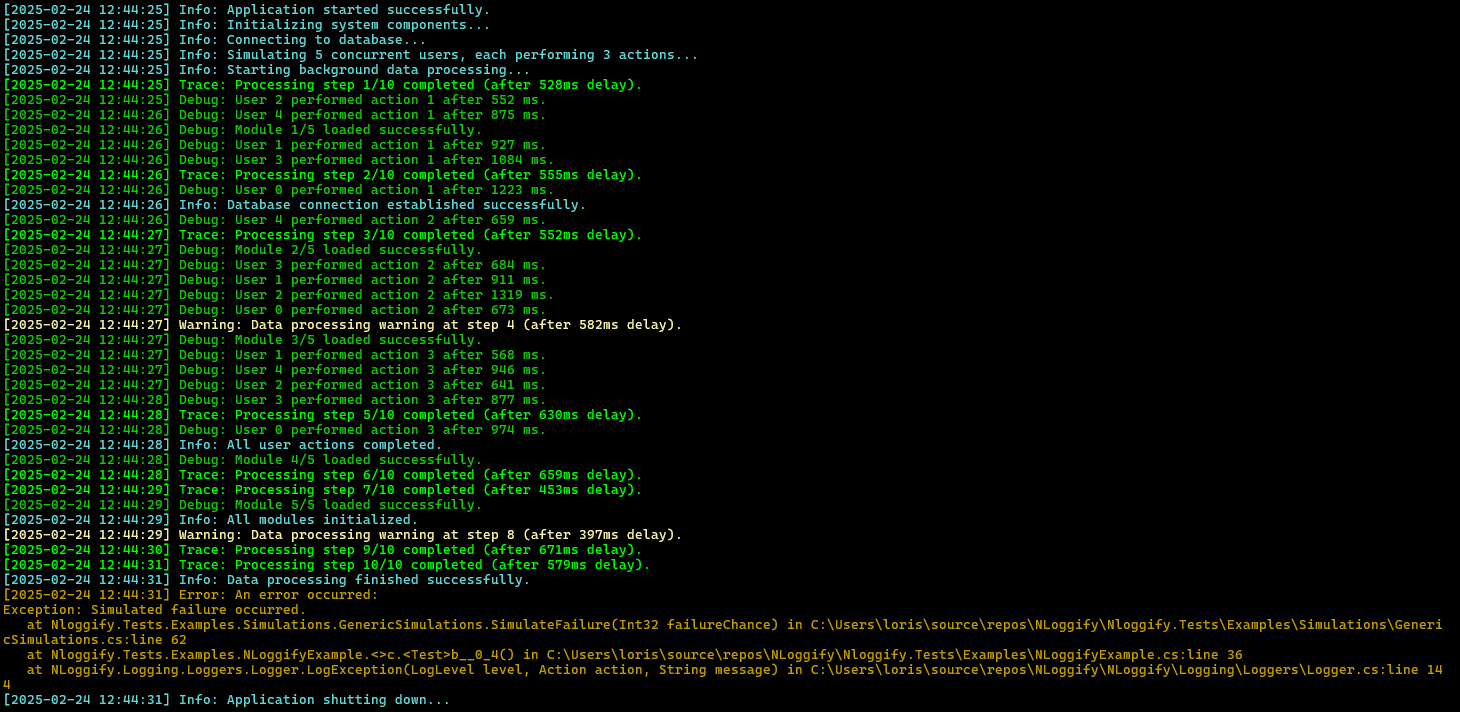 [2025-02-24 12:44:25] Info: Application started successfully.
[2025-02-24 12:44:25] Info: Initializing system components...
[2025-02-24 12:44:25] Info: Connecting to database...
[2025-02-24 12:44:25] Info: Simulating 5 concurrent users, each performing 3 actions...
[2025-02-24 12:44:25] Info: Starting background data processing...
[2025-02-24 12:44:25] Trace: Processing step 1/10 completed (after 528ms delay).
[2025-02-24 12:44:25] Debug: User 2 performed action 1 after 552 ms.
[2025-02-24 12:44:26] Debug: User 4 performed action 1 after 875 ms.
[2025-02-24 12:44:26] Debug: Module 1/5 loaded successfully.
[2025-02-24 12:44:26] Debug: User 1 performed action 1 after 927 ms.
[2025-02-24 12:44:26] Debug: User 3 performed action 1 after 1084 ms.
[2025-02-24 12:44:26] Trace: Processing step 2/10 completed (after 555ms delay).
[2025-02-24 12:44:26] Debug: User 0 performed action 1 after 1223 ms.
[2025-02-24 12:44:26] Info: Database connection established successfully.
[2025-02-24 12:44:26] Debug: User 4 performed action 2 after 659 ms.
[2025-02-24 12:44:27] Trace: Processing step 3/10 completed (after 552ms delay).
[2025-02-24 12:44:27] Debug: Module 2/5 loaded successfully.
[2025-02-24 12:44:27] Debug: User 3 performed action 2 after 684 ms.
[2025-02-24 12:44:27] Debug: User 1 performed action 2 after 911 ms.
[2025-02-24 12:44:27] Debug: User 2 performed action 2 after 1319 ms.
[2025-02-24 12:44:27] Debug: User 0 performed action 2 after 673 ms.
[2025-02-24 12:44:27] Warning: Data processing warning at step 4 (after 582ms delay).
[2025-02-24 12:44:27] Debug: Module 3/5 loaded successfully.
[2025-02-24 12:44:27] Debug: User 1 performed action 3 after 568 ms.
[2025-02-24 12:44:27] Debug: User 4 performed action 3 after 946 ms.
[2025-02-24 12:44:27] Debug: User 2 performed action 3 after 641 ms.
[2025-02-24 12:44:28] Debug: User 3 performed action 3 after 877 ms.
[2025-02-24 12:44:28] Trace: Processing step 5/10 completed (after 630ms delay).
[2025-02-24 12:44:28] Debug: User 0 performed action 3 after 974 ms.
[2025-02-24 12:44:28] Info: All user actions completed.
[2025-02-24 12:44:28] Debug: Module 4/5 loaded successfully.
[2025-02-24 12:44:28] Trace: Processing step 6/10 completed (after 659ms delay).
[2025-02-24 12:44:29] Trace: Processing step 7/10 completed (after 453ms delay).
[2025-02-24 12:44:29] Debug: Module 5/5 loaded successfully.
[2025-02-24 12:44:29] Info: All modules initialized.
[2025-02-24 12:44:29] Warning: Data processing warning at step 8 (after 397ms delay).
[2025-02-24 12:44:30] Trace: Processing step 9/10 completed (after 671ms delay).
[2025-02-24 12:44:31] Trace: Processing step 10/10 completed (after 579ms delay).
[2025-02-24 12:44:31] Info: Data processing finished successfully.
[2025-02-24 12:44:31] Error: An error occurred:
Exception: Simulated failure occurred.
   at Nloggify.Tests.Examples.Simulations.GenericSimulations.SimulateFailure(Int32 failureChance) in C:\Users\loris\source\repos\NLoggify\Nloggify.Tests\Examples\Simulations\Generi
cSimulations.cs:line 62
   at Nloggify.Tests.Examples.NLoggifyExample.<>c.<Test>b__0_4() in C:\Users\loris\source\repos\NLoggify\Nloggify.Tests\Examples\NLoggifyExample.cs:line 36
   at NLoggify.Logging.Loggers.Logger.LogException(LogLevel level, Action action, String message) in C:\Users\loris\source\repos\NLoggify\NLoggify\Logging\Loggers\Logger.cs:line 14
4
[2025-02-24 12:44:31] Info: Application shutting down...